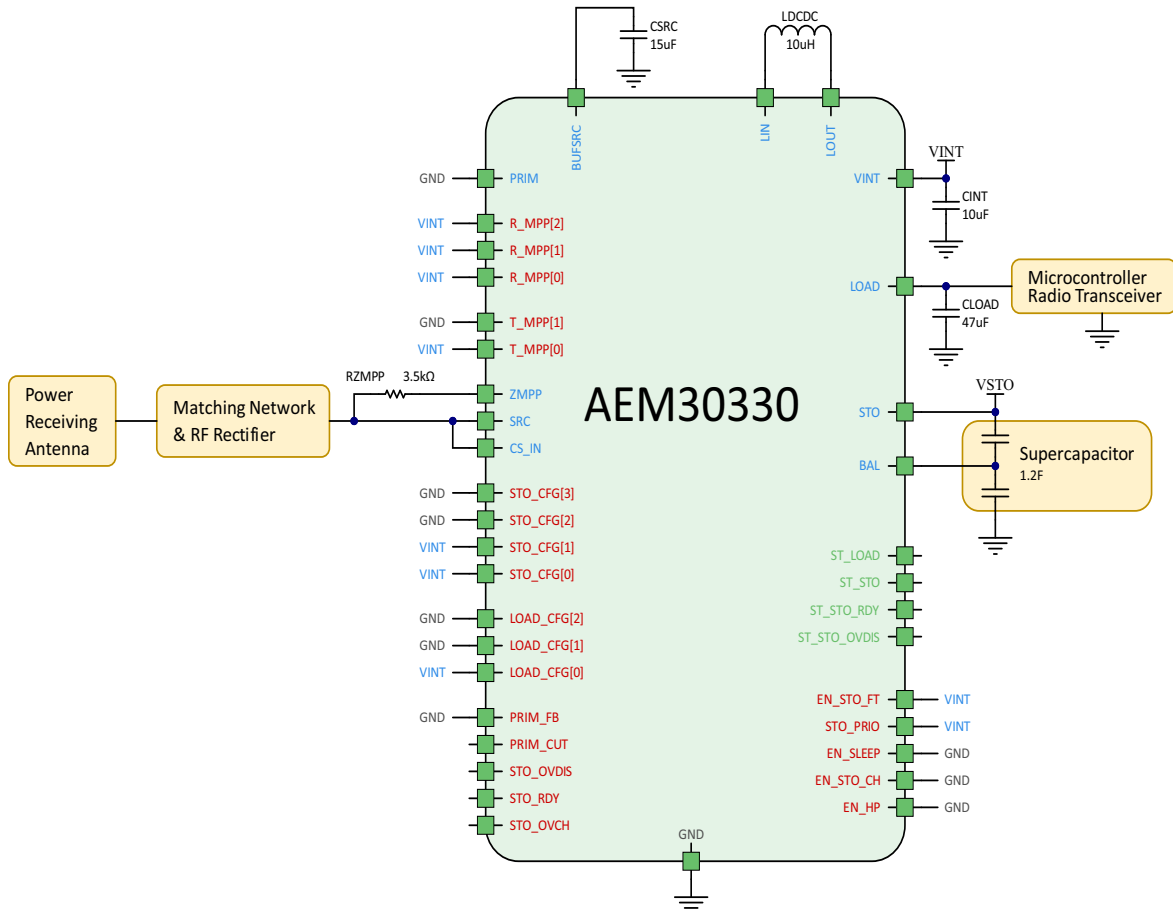 CSRC
15uF
LDCDC
10uH
BUFSRC
LIN
LOUT
GND PRIM
VINT R_MPP[2]
VINT R_MPP[1]
VINT R_MPP[0]
GND T_MPP[1]
VINT T_MPP[0]
RZMPP 3.5kΩ
ZMPP
SRC
CS_IN
Power
Receiving
Antenna
Matching Network
& RF Rectifier
GND STO_CFG[3]
GND STO_CFG[2]
VINT STO_CFG[1]
VINT STO_CFG[0]
GND LOAD_CFG[2]
GND LOAD_CFG[1]
VINT LOAD_CFG[0]
GND PRIM_FB
PRIM_CUT
STO_OVDIS
STO_RDY
STO_OVCH
AEM30330
VINT
VINT
CINT
10uF
LOAD
CLOAD
47uF
Microcontroller
Radio Transceiver
VSTO
STO
BAL
Supercapacitor
1.2F
ST_LOAD
ST_STO
ST_STO_RDY
ST_STO_OVDIS
EN_STO_FT VINT
STO_PRIO VINT
EN_SLEEP GND
EN_STO_CH GND
EN_HP GND
GND